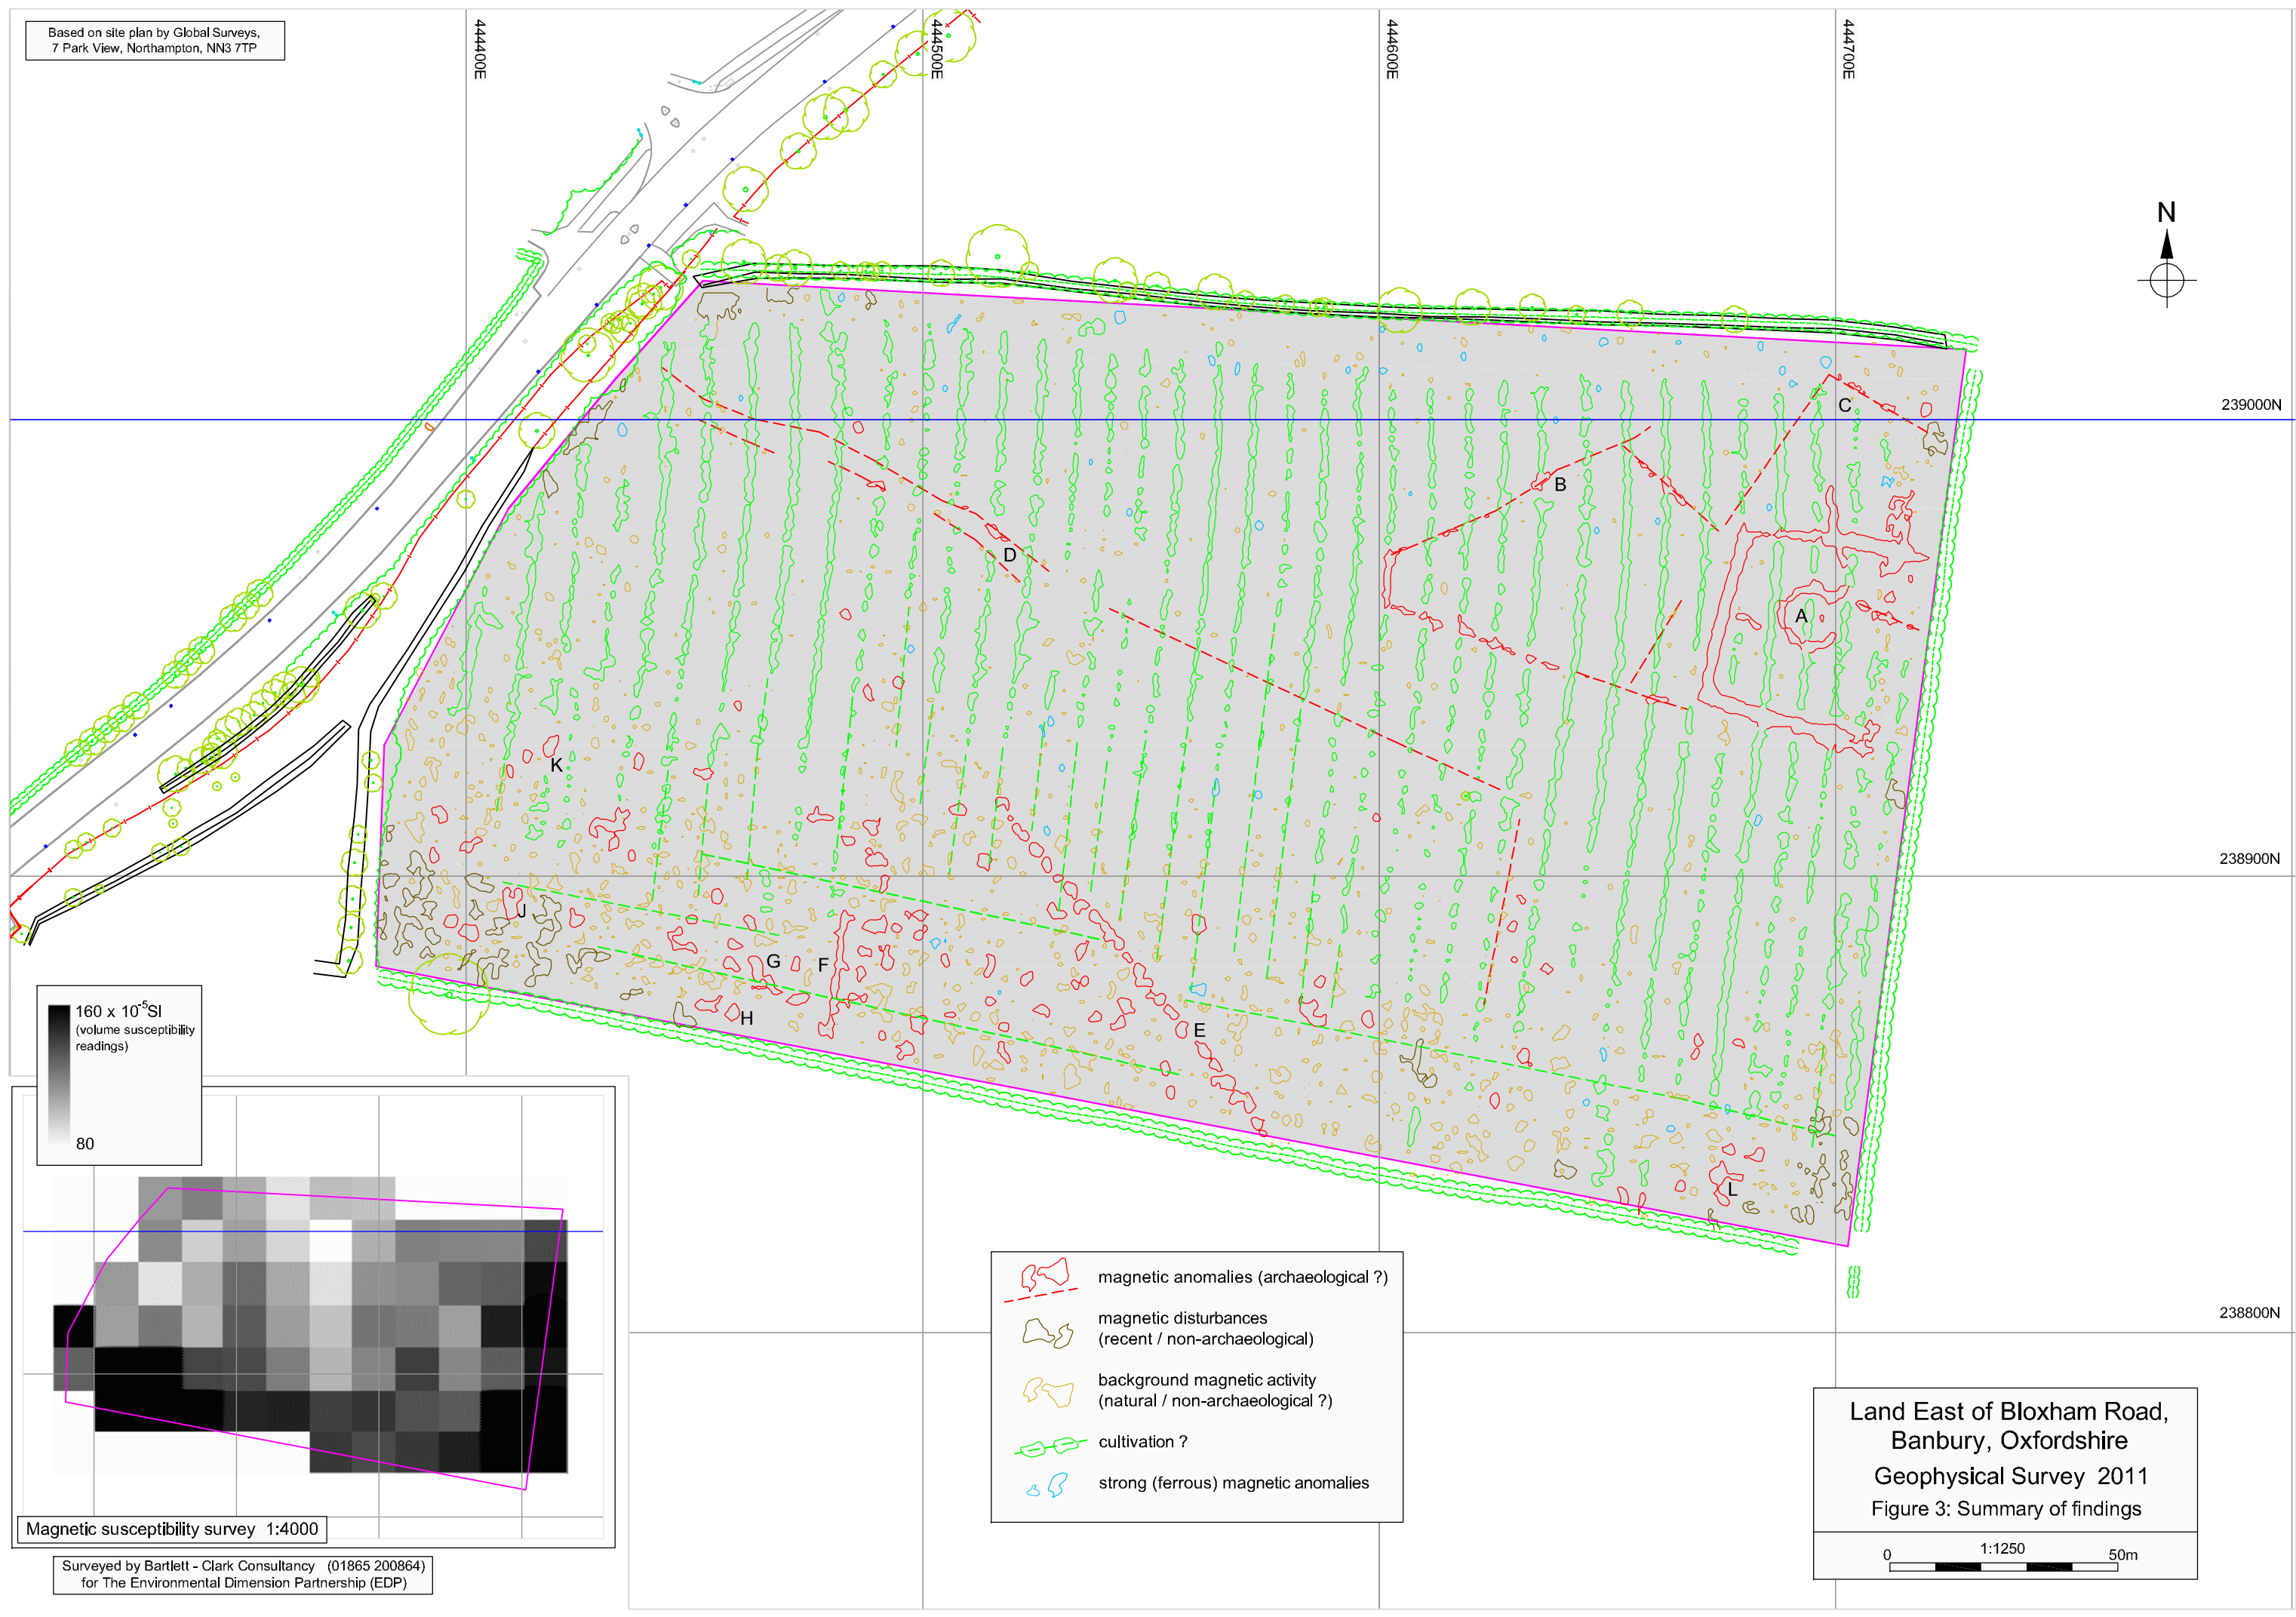 Based on site plan by Global Surveys,
7 Park View, Northampton, NN3 7TP
444400E
444500E
444600E
444700E
N
239000N
C
B
D
A
K
238900N
J
G
F
H
E
L
160 x 10-5SI
(volume susceptibility
readings)
80
Magnetic susceptibility survey 1:4000
Surveyed by Bartlett - Clark Consultancy (01865 200864)
for The Environmental Dimension Partnership (EDP)
magnetic anomalies (archaeological ?)
magnetic disturbances
(recent / non-archaeological)
background magnetic activity
(natural / non-archaeological ?)
cultivation ?
strong (ferrous) magnetic anomalies
238800N
Land East of Bloxham Road,
Banbury, Oxfordshire
Geophysical Survey 2011
Figure 3: Summary of findings
1:1250
0 50m